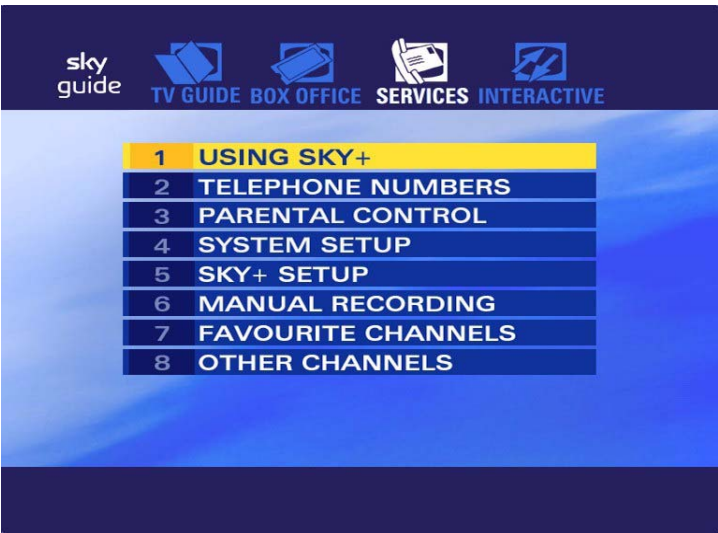 sky
guide
TV GUIDE BOX OFFICE SERVICES INTERACTIVE
1 USING SKY+
2 TELEPHONE NUMBERS
3 PARENTAL CONTROL
4 SYSTEM SETUP
5 SKY+ SETUP
6 MANUAL RECORDING
7 FAVOURITE CHANNELS
8 OTHER CHANNELS